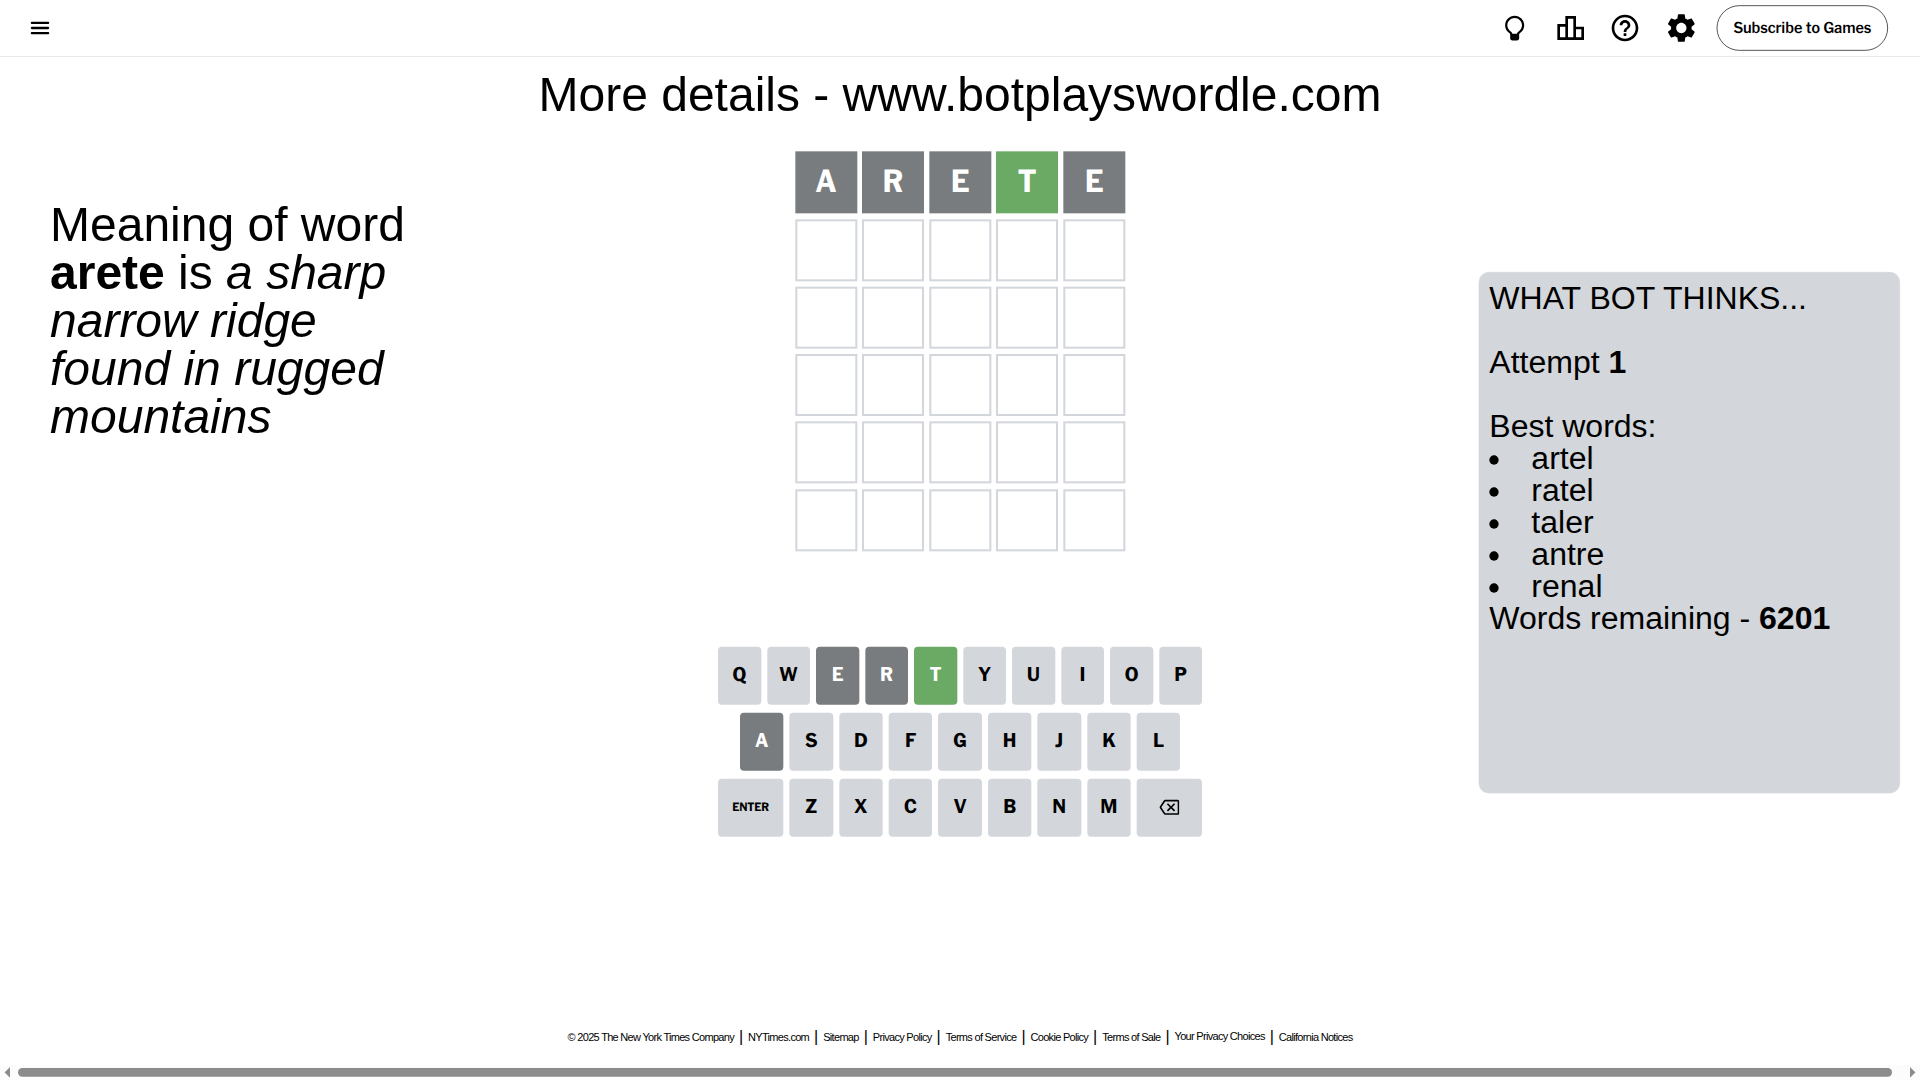 Subscribe to Games
More details - www.botplayswordle.com
Meaning of word
arete is a sharp
narrow ridge
found in rugged
mountains
A R E T E
WHAT BOT THINKS...
Attempt 1
Best words:
• artel
• ratel
• taler
• antre
• renal
Words remaining - 6201
Q W E R T Y U I O P
A S D F G H J K L
ENTER Z X C V B N M
© 2025 The New York Times Company | NYTimes.com | Sitemap | Privacy Policy | Terms of Service | Cookie Policy | Terms of Sale | Your Privacy Choices | California Notices